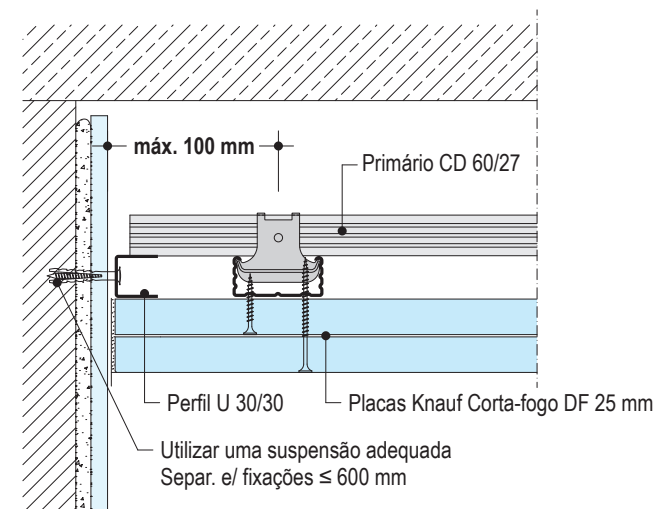 máx. 100 mm
Primário CD 60/27
Perfil U 30/30
Placas Knauf Corta-fogo DF 25 mm
Utilizar uma suspensão adequada
Separ. e/ fixações ≤ 600 mm